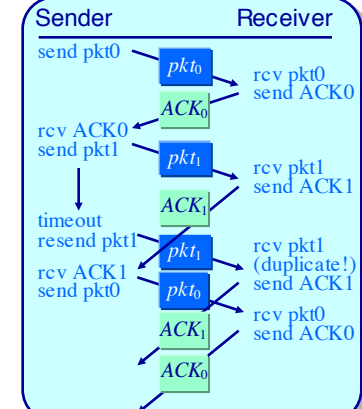 Sender Receiver
send pkt0
pkt0
rcv pkt0
send ACK0
ACK0
rcv ACK0
send pkt1
pkt1
rcv pkt1
send ACK1
ACK1
timeout
resend pkt1
pkt1
rcv pkt1
(duplicate!)
send ACK1
rcv ACK1
send pkt0
pkt0
rcv pkt0
send ACK0
ACK1
ACK0